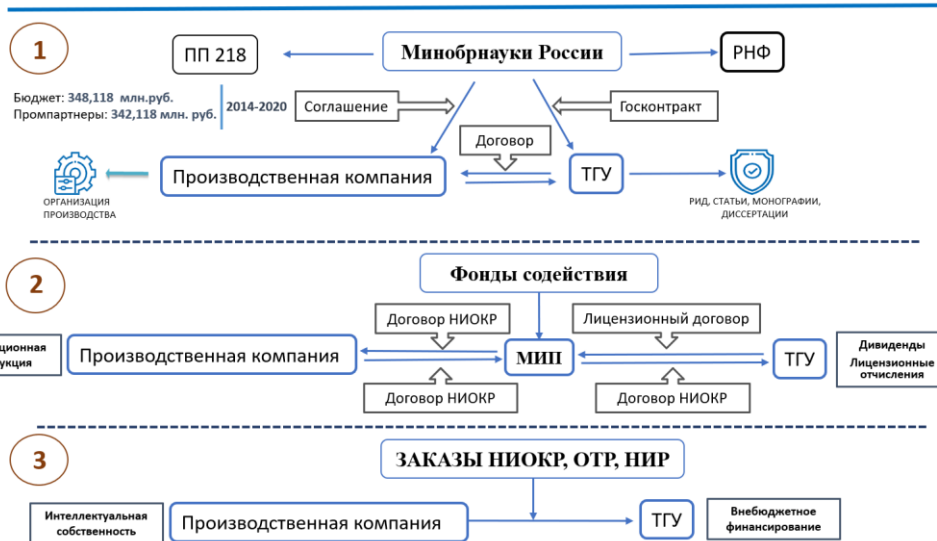 1
ПП 218
Минобрнауки России
РНФ
Бюджет: 348,118 млн.руб.
Промпартнеры: 342,118 млн. руб.
2014-2020
Соглашение
Госконтракт
Договор
Производственная компания
ТГУ
ОРГАНИЗАЦИЯ
ПРОИЗВОДСТВА
РИД, СТАТЬИ, МОНОГРАФИИ,
ДИССЕРТАЦИИ
2
Фонды содействия
Договор НИОКР
Лицензионный договор
Производственная компания
МИП
ТГУ
Дивиденды
Лицензионные
отчисления
Договор НИОКР
Договор НИОКР
3
ЗАКАЗЫ НИОКР, ОТР, НИР
Интеллектуальная
собственность
Производственная компания
ТГУ
Внебюджетное
финансирование